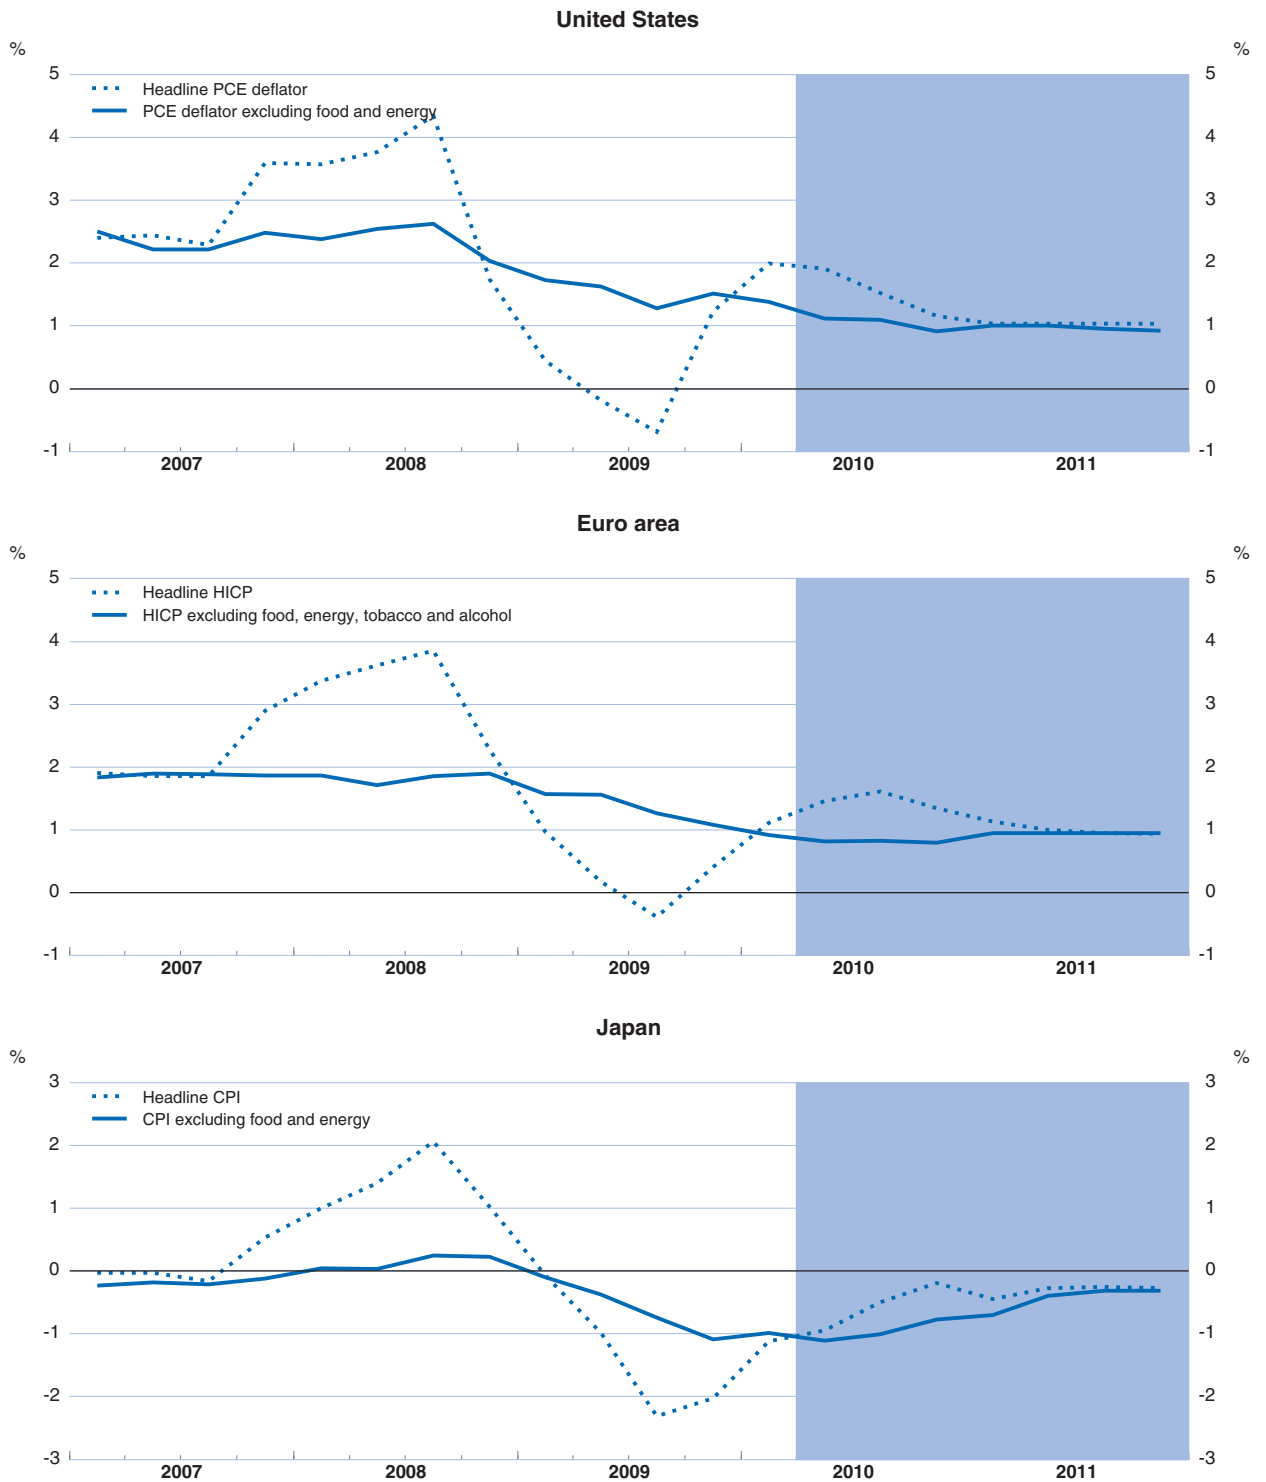 United States
% %
5 5
Headline PCE deflator
PCE deflator excluding food and energy
4 4
3 3
2 2
1 1
0 0
-1 -1
2007 2008 2009 2010 2011
Euro area
% %
5 5
Headline HICP
HICP excluding food, energy, tobacco and alcohol
4 4
3 3
2 2
1 1
0 0
-1 -1
2007 2008 2009 2010 2011
Japan
% %
3 3
Headline CPI
CPI excluding food and energy
2 2
1 1
0 0
-1 -1
-2 -2
-3 -3
2007 2008 2009 2010 2011